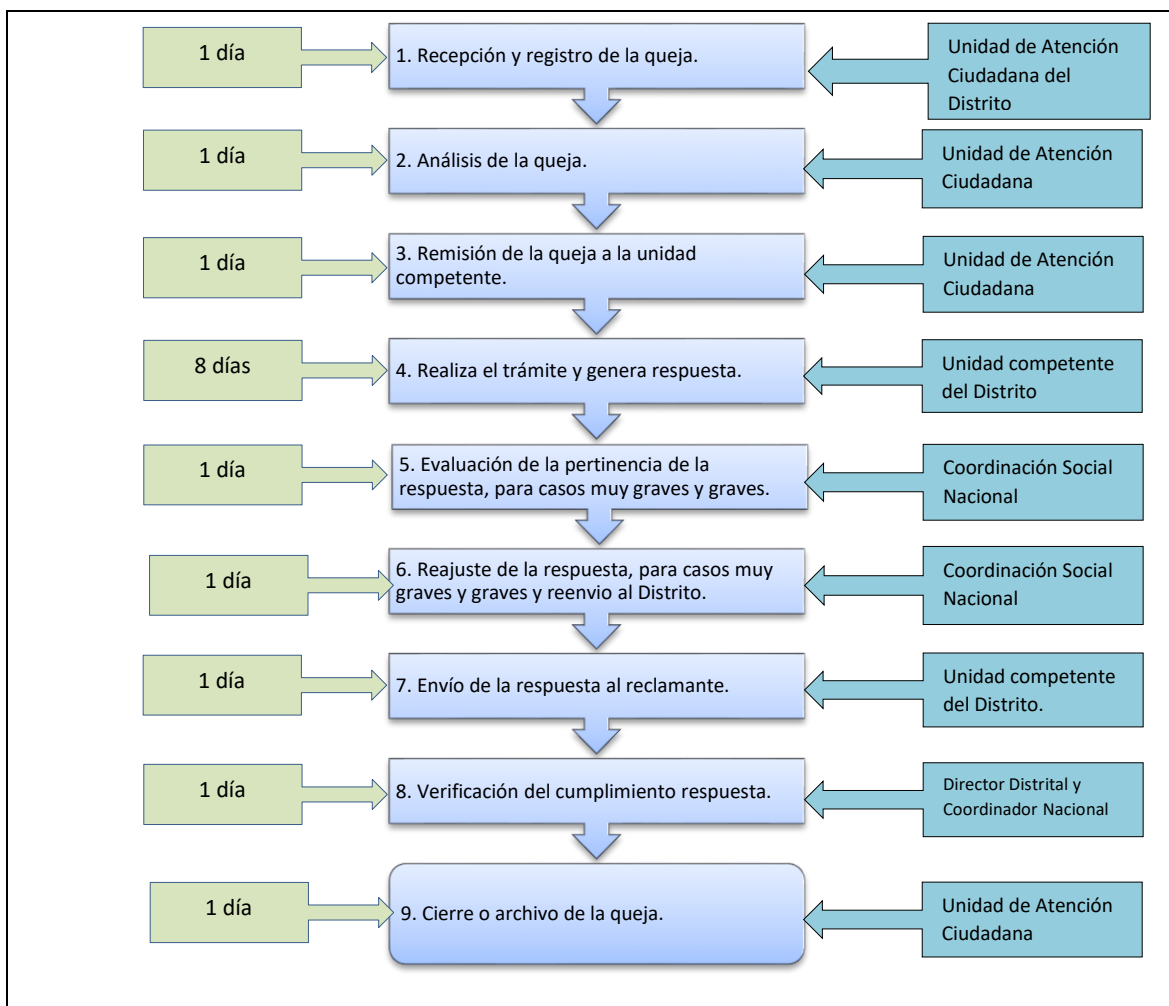 1 día
1. Recepción y registro de la queja.
Unidad de Atención
Ciudadana del
Distrito
1 día
2. Análisis de la queja.
Unidad de Atención
Ciudadana
1 día
3. Remisión de la queja a la unidad
competente.
Unidad de Atención
Ciudadana
8 días
4. Realiza el trámite y genera respuesta.
Unidad competente
del Distrito
1 día
5. Evaluación de la pertinencia de la
respuesta, para casos muy graves y graves.
Coordinación Social
Nacional
1 día
6. Reajuste de la respuesta, para casos muy
graves y graves y reenvio al Distrito.
Coordinación Social
Nacional
1 día
7. Envío de la respuesta al reclamante.
Unidad competente
del Distrito.
1 día
8. Verificación del cumplimiento respuesta.
Director Distrital y
Coordinador Nacional
1 día
9. Cierre o archivo de la queja.
Unidad de Atención
Ciudadana